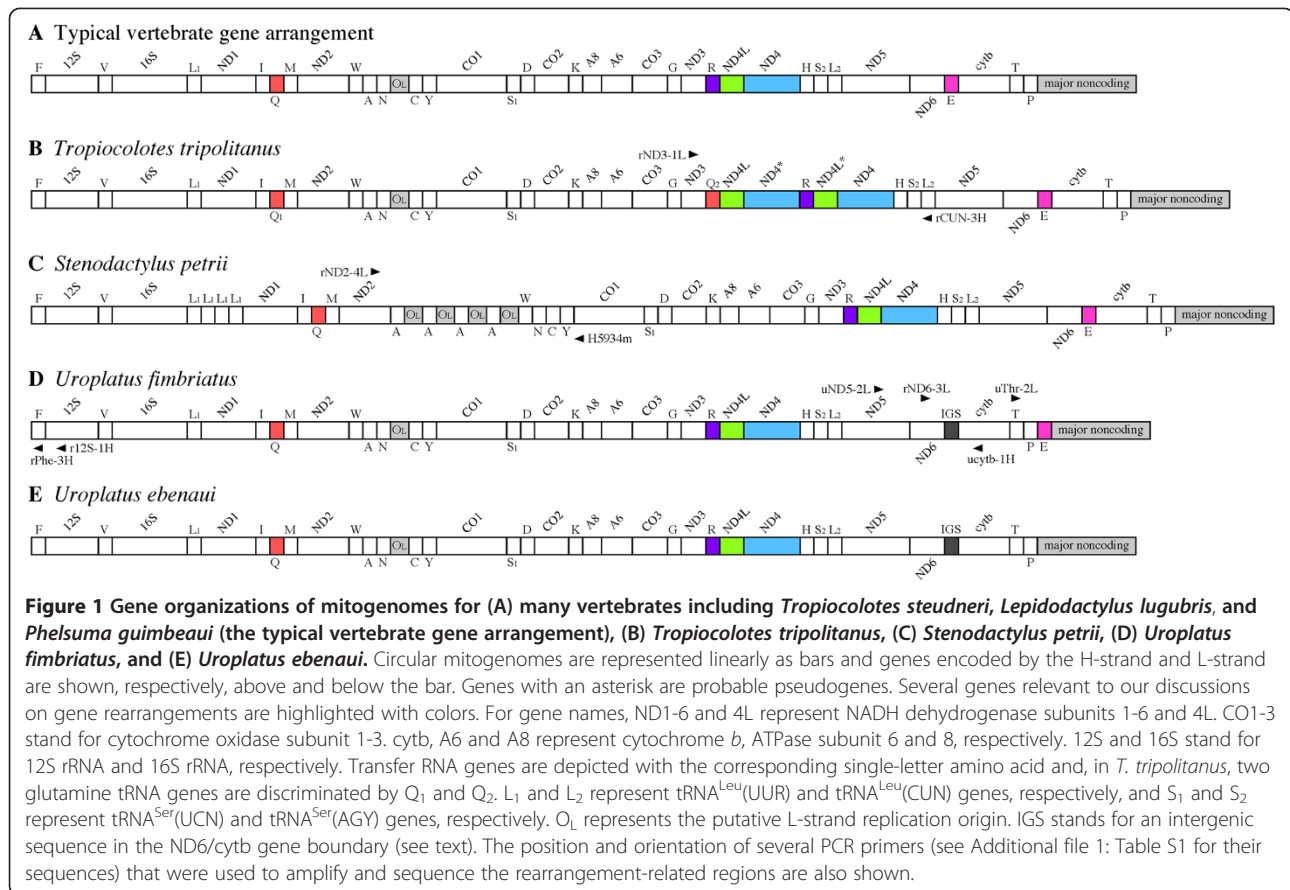 A Typical vertebrate gene arrangement
F 12S V 16S L1 ND1 I M ND2 W CO1 D CO2 K A8 A6 CO3 G ND3 R ND4L ND4 H S2 L2 ND5 cytb T
OL major noncoding
Q A N C Y S1 ND6 E P
B Tropiocolotes tripolitanus
rND3-1L ►
F 12S V 16S L1 ND1 I M ND2 W CO1 D CO2 K A8 A6 CO3 G ND3 Q2 ND4L ND4* R ND4L* ND4 H S2 L2 ND5 cytb T
OL major noncoding
Q1 A N C Y S1 ◄ rCUN-3H ND6 E P
C Stenodactylus petrii
rND2-4L ►
F 12S V 16S L1 L1 L1 L1 ND1 I M ND2 W CO1 D CO2 K A8 A6 CO3 G ND3 R ND4L ND4 H S2 L2 ND5 cytb T
OL OL OL OL major noncoding
Q A A A A N C Y S1 ND6 E P
◄ H5934m
D Uroplatus fimbriatus
uND5-2L ► rND6-3L ► uThr-2L ►
F 12S V 16S L1 ND1 I M ND2 W CO1 D CO2 K A8 A6 CO3 G ND3 R ND4L ND4 H S2 L2 ND5 IGS cytb T
OL major noncoding
◄ ◄ r12S-1H Q A N C Y S1 ND6 P E
rPhe-3H ◄ ucytb-1H
E Uroplatus ebenaui
F 12S V 16S L1 ND1 I M ND2 W CO1 D CO2 K A8 A6 CO3 G ND3 R ND4L ND4 H S2 L2 ND5 IGS cytb T
OL major noncoding
Q A N C Y S1 ND6 P
Figure 1 Gene organizations of mitogenomes for (A) many vertebrates including Tropiocolotes steudneri, Lepidodactylus lugubris, and
Phelsuma guimbeaui (the typical vertebrate gene arrangement), (B) Tropiocolotes tripolitanus, (C) Stenodactylus petrii, (D) Uroplatus
fimbriatus, and (E) Uroplatus ebenaui. Circular mitogenomes are represented linearly as bars and genes encoded by the H-strand and L-strand
are shown, respectively, above and below the bar. Genes with an asterisk are probable pseudogenes. Several genes relevant to our discussions
on gene rearrangements are highlighted with colors. For gene names, ND1-6 and 4L represent NADH dehydrogenase subunits 1-6 and 4L. CO1-3
stand for cytochrome oxidase subunit 1-3. cytb, A6 and A8 represent cytochrome b, ATPase subunit 6 and 8, respectively. 12S and 16S stand for
12S rRNA and 16S rRNA, respectively. Transfer RNA genes are depicted with the corresponding single-letter amino acid and, in T. tripolitanus, two
glutamine tRNA genes are discriminated by Q1 and Q2. L1 and L2 represent tRNALeu(UUR) and tRNALeu(CUN) genes, respectively, and S1 and S2
represent tRNASer(UCN) and tRNASer(AGY) genes, respectively. OL represents the putative L-strand replication origin. IGS stands for an intergenic
sequence in the ND6/cytb gene boundary (see text). The position and orientation of several PCR primers (see Additional file 1: Table S1 for their
sequences) that were used to amplify and sequence the rearrangement-related regions are also shown.